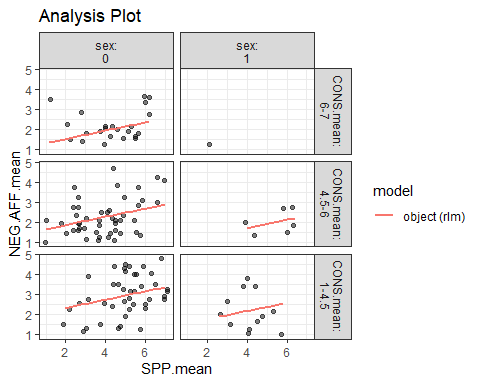 Analysis Plot
sex:
0
sex:
1
5
4
3
2
1
CONS.mean:
6-7
5
4
3
2
1
CONS.mean:
4.5-6
5
4
3
2
1
CONS.mean:
1-4.5
NEG.AFF.mean
2
4
6
2
4
6
SPP.mean
model
object (rlm)